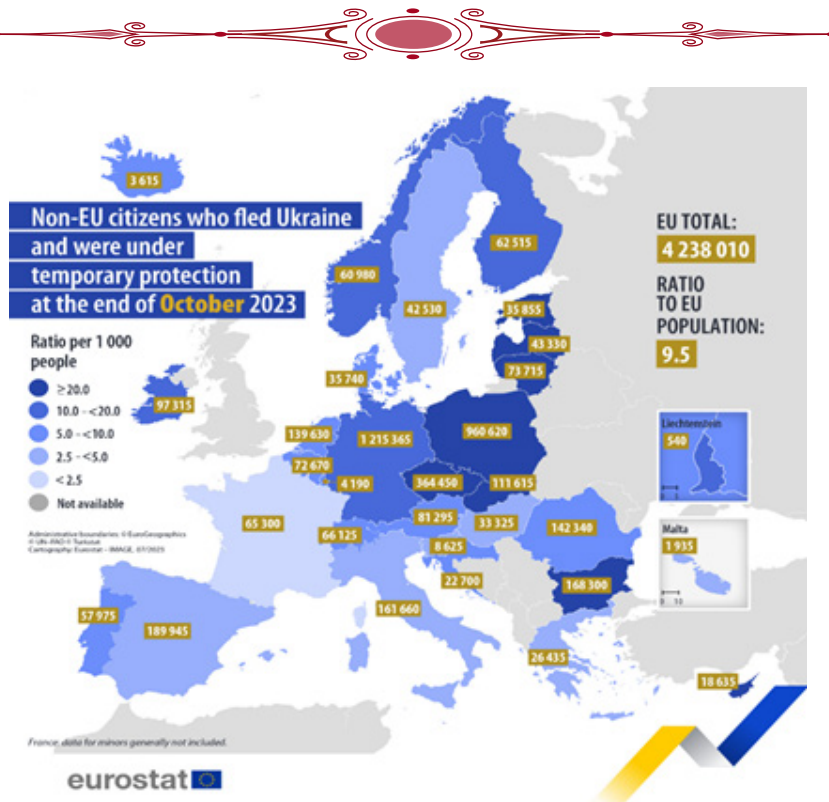 3 615
Non-EU citizens who fled Ukraine
and were under
temporary protection
at the end of October 2023
Ratio per 1 000
people
≥20.0
10.0 - <20.0
5.0 - <10.0
2.5 - <5.0
< 2.5
Not available
Administrative boundaries: © EuroGeographics
© UN-FAO © Turkstat
Cartography: Eurostat - IMAGE, 07/2023
EU TOTAL:
4 238 010
RATIO
TO EU
POPULATION:
9.5
62 515
60 980
42 530
35 855
43 330
73 715
35 740
97 315
139 630
1 215 365
960 620
72 670
4 190
364 450
111 615
65 300
81 295
33 325
142 340
66 125
8 625
22 700
168 300
57 975
189 945
161 660
26 435
18 635
Liechtenstein
540
Malta
1 935
0 10
France: data for minors generally not included.
eurostat